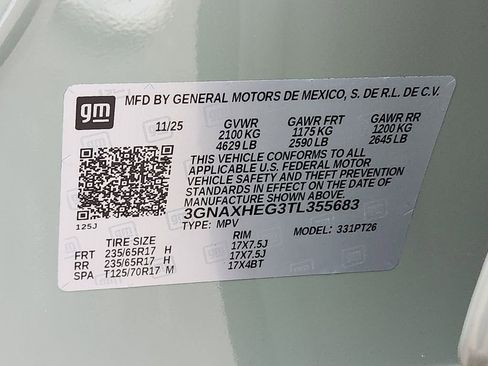 gm MFD BY GENERAL MOTORS DE MEXICO, S. DE R.L. DE C.V.
11/25 GVWR GAWR FRT GAWR RR
2100 KG 1175 KG 1200 KG
4629 LB 2590 LB 2645 LB
THIS VEHICLE CONFORMS TO ALL
APPLICABLE U.S. FEDERAL MOTOR
VEHICLE SAFETY AND THEFT PREVENTION
STANDARDS IN EFFECT ON THE DATE OF
MANUFACTURE SHOWN ABOVE.
3GNAXHEG3TL355683
125J TYPE: MPV MODEL: 331PT26
TIRE SIZE RIM
FRT 235/65R17 H 17X7.5J
RR 235/65R17 H 17X7.5J
SPA T125/70R17 M 17X4BT